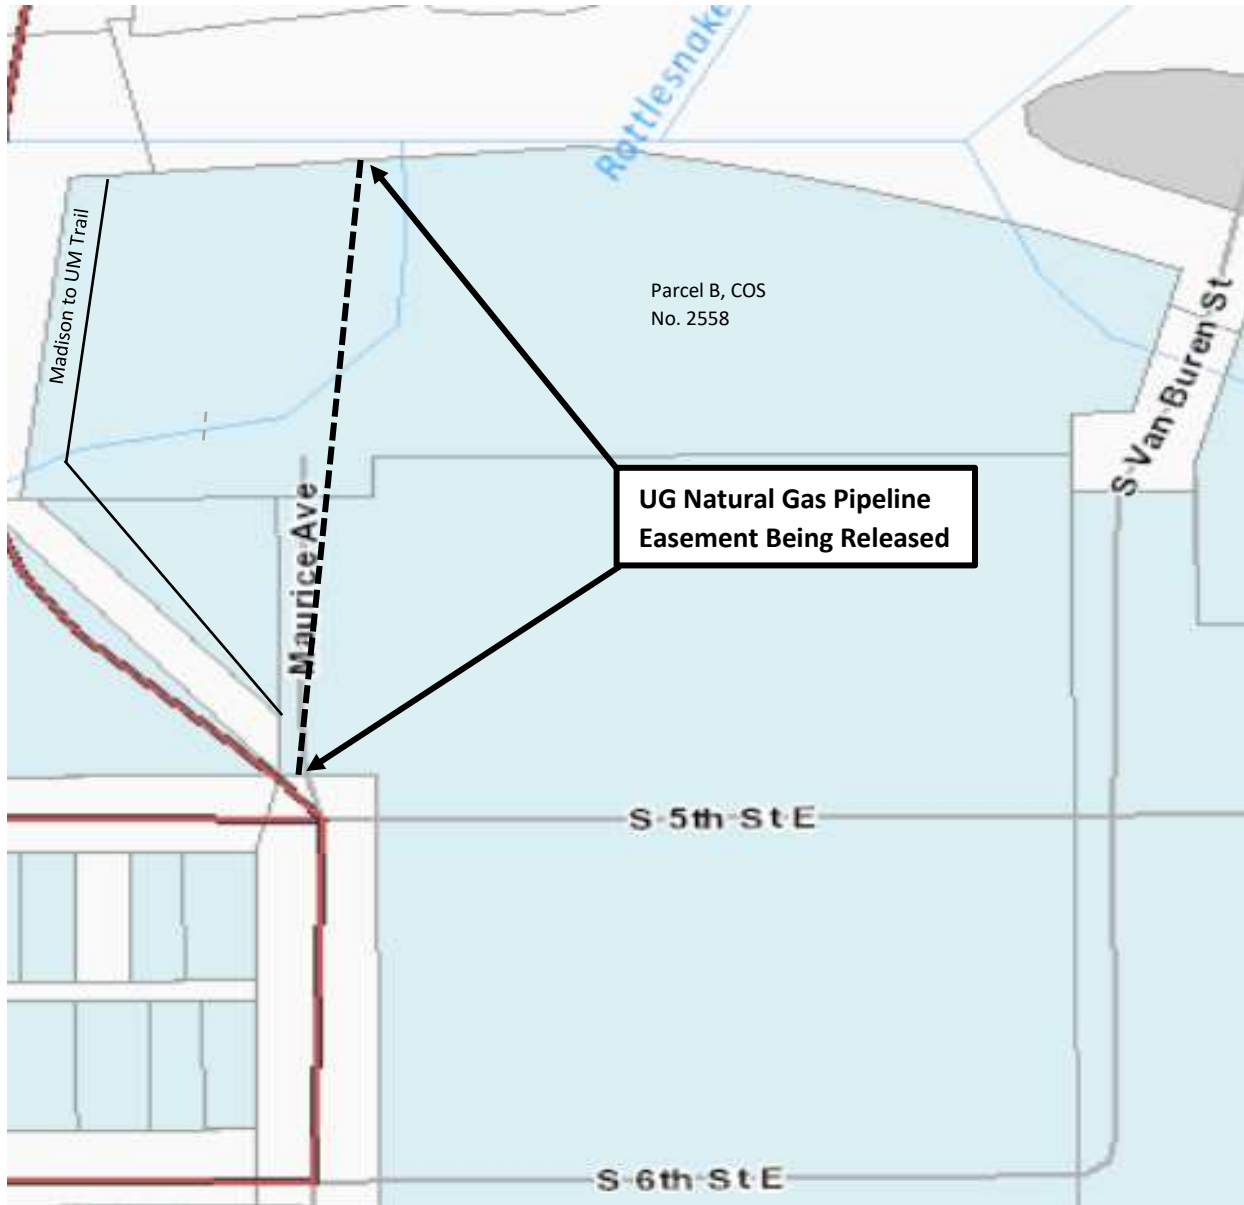 Rattlesnake
Madison to UM Trail
Parcel B, COS
No. 2558
S Van Buren St
UG Natural Gas Pipeline
Easement Being Released
Maurice Ave
S 5th St E
S 6th St E